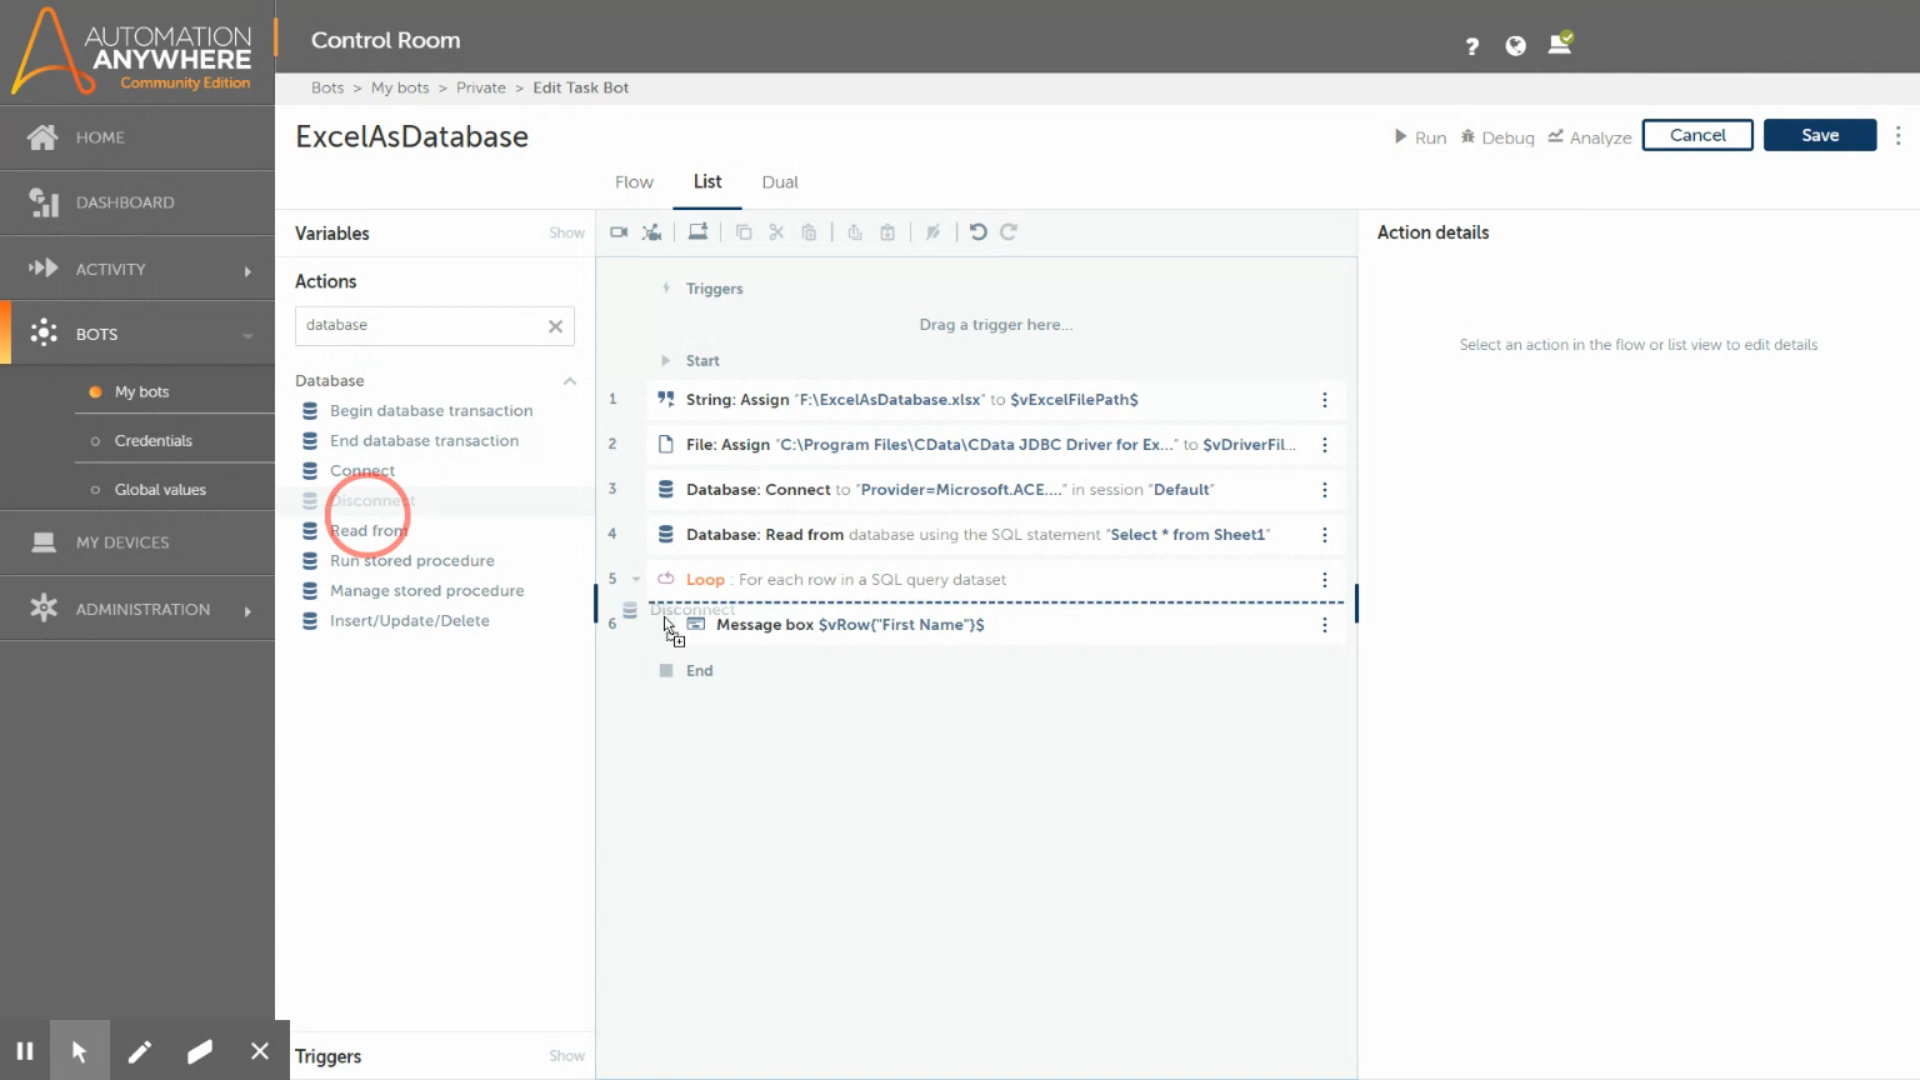 AUTOMATION
ANYWHERE
Community Edition
Control Room
?
Bots > My bots > Private > Edit Task Bot
HOME
DASHBOARD
ACTIVITY
BOTS
My bots
Credentials
Global values
MY DEVICES
ADMINISTRATION
ExcelAsDatabase
Run
Debug
Analyze
Cancel
Save
Flow
List
Dual
Variables
Show
Actions
database
Database
Begin database transaction
End database transaction
Connect
Disconnect
Read from
Run stored procedure
Manage stored procedure
Insert/Update/Delete
Triggers
Show
Triggers
Drag a trigger here...
Start
1 String: Assign "F:\ExcelAsDatabase.xlsx" to $vExcelFilePath$
2 File: Assign "C:\Program Files\CData\CData JDBC Driver for Ex..." to $vDriverFil...
3 Database: Connect to "Provider=Microsoft.ACE...." in session "Default"
4 Database: Read from database using the SQL statement "Select * from Sheet1"
5 Loop : For each row in a SQL query dataset
Disconnect
6 Message box $vRow{"First Name"}$
End
Action details
Select an action in the flow or list view to edit details